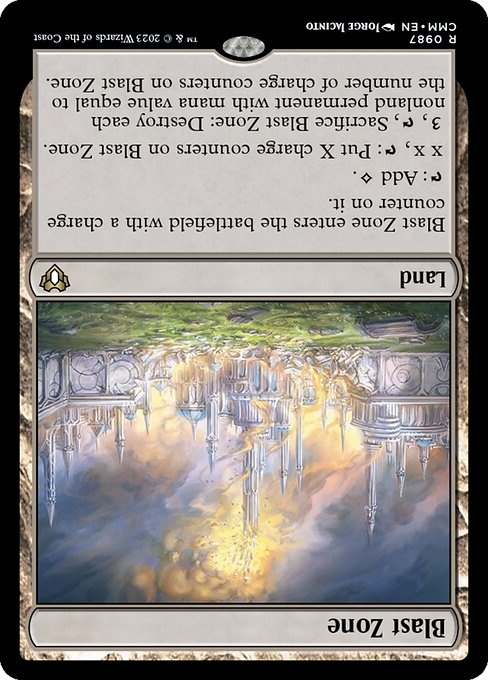 Blast Zone
Land
Blast Zone enters the battlefield with a charge
counter on it.
: Add .
X X, : Put X charge counters on Blast Zone.
3, , Sacrifice Blast Zone: Destroy each
nonland permanent with mana value equal to
the number of charge counters on Blast Zone.
R 0987
CMM • EN Jorge Jacinto
™ & © 2023 Wizards of the Coast